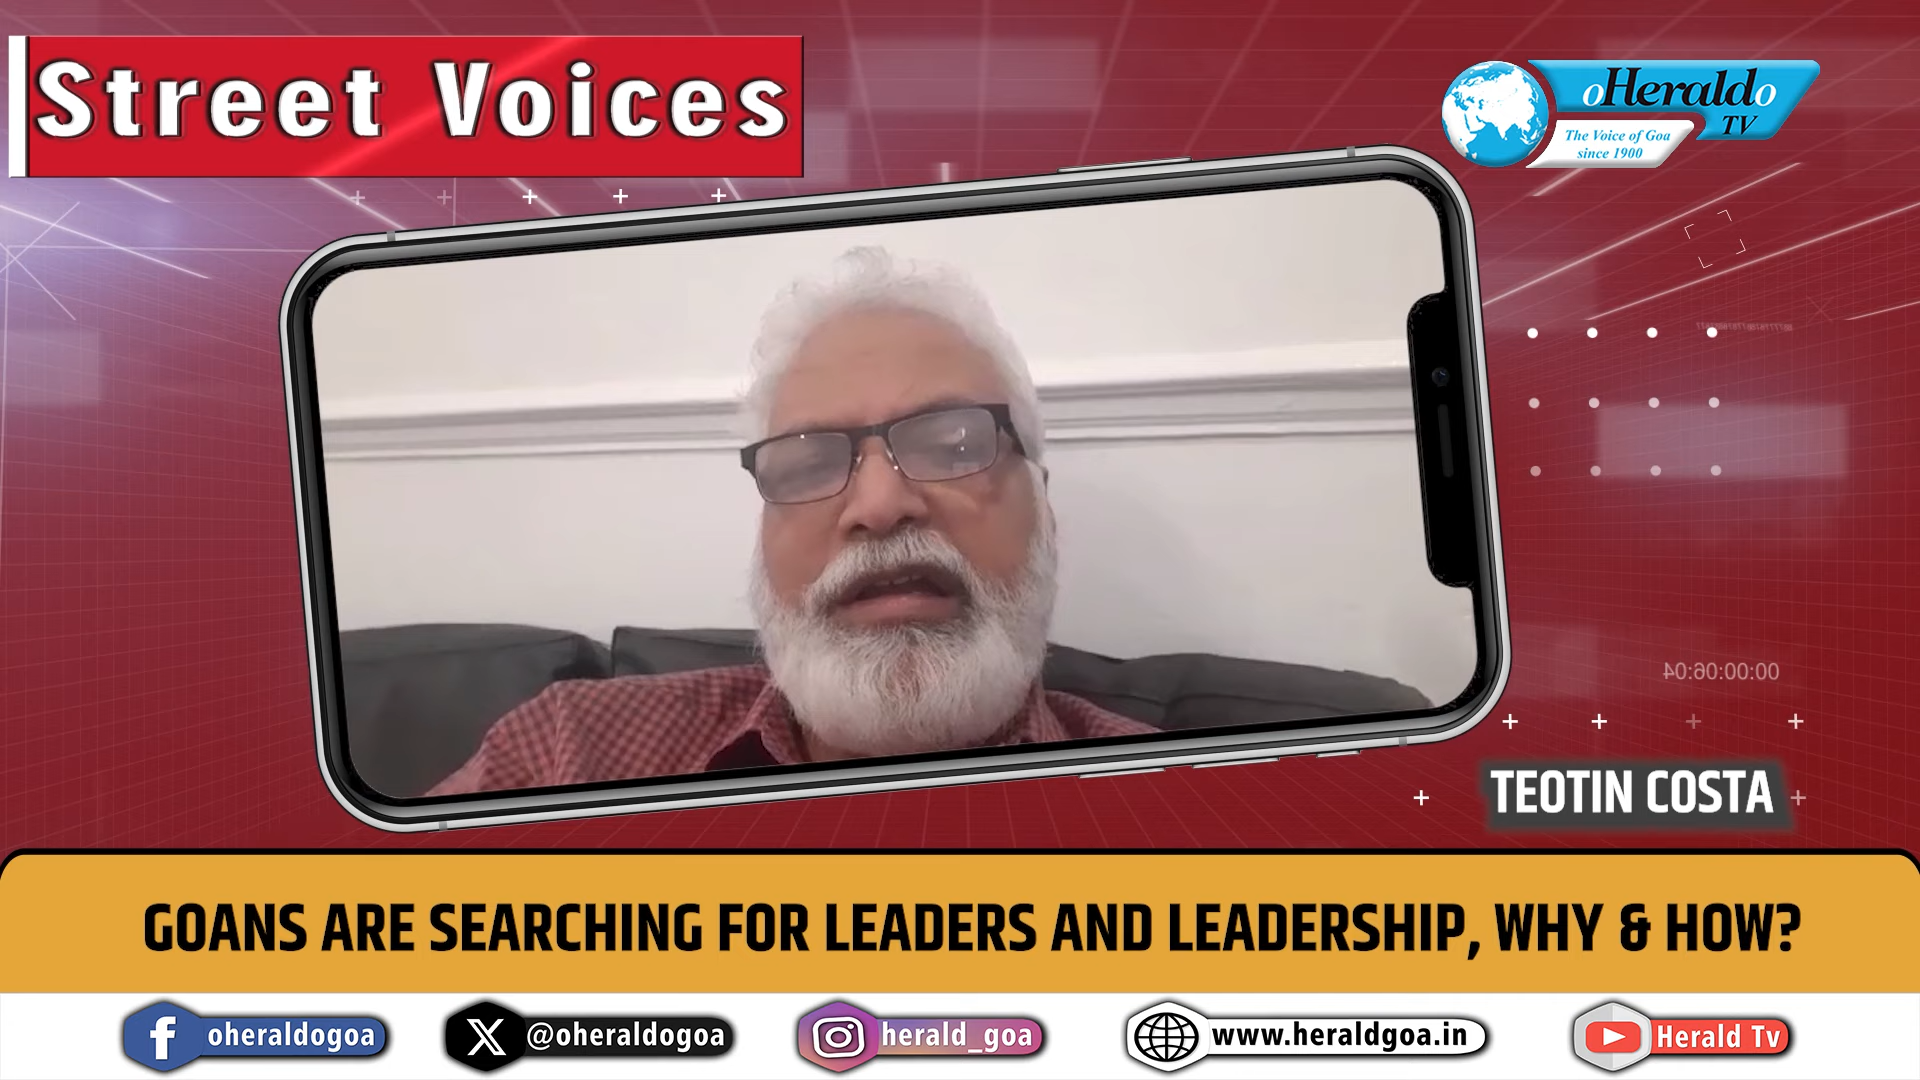 Street Voices
oHeraldo
TV
The Voice of Goa
since 1900
TEOTIN COSTA
GOANS ARE SEARCHING FOR LEADERS AND LEADERSHIP, WHY & HOW?
oheraldogoa
@oheraldogoa
herald_goa
www.heraldgoa.in
Herald Tv